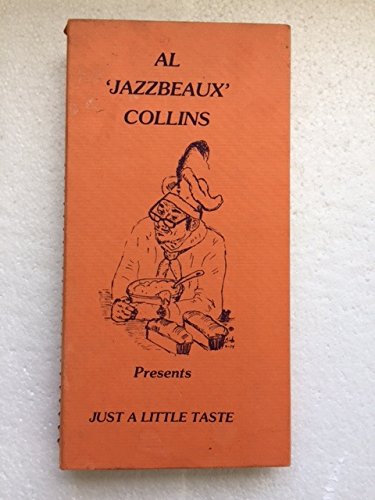 AL
‘JAZZBEAUX’
COLLINS
Presents
JUST A LITTLE TASTE